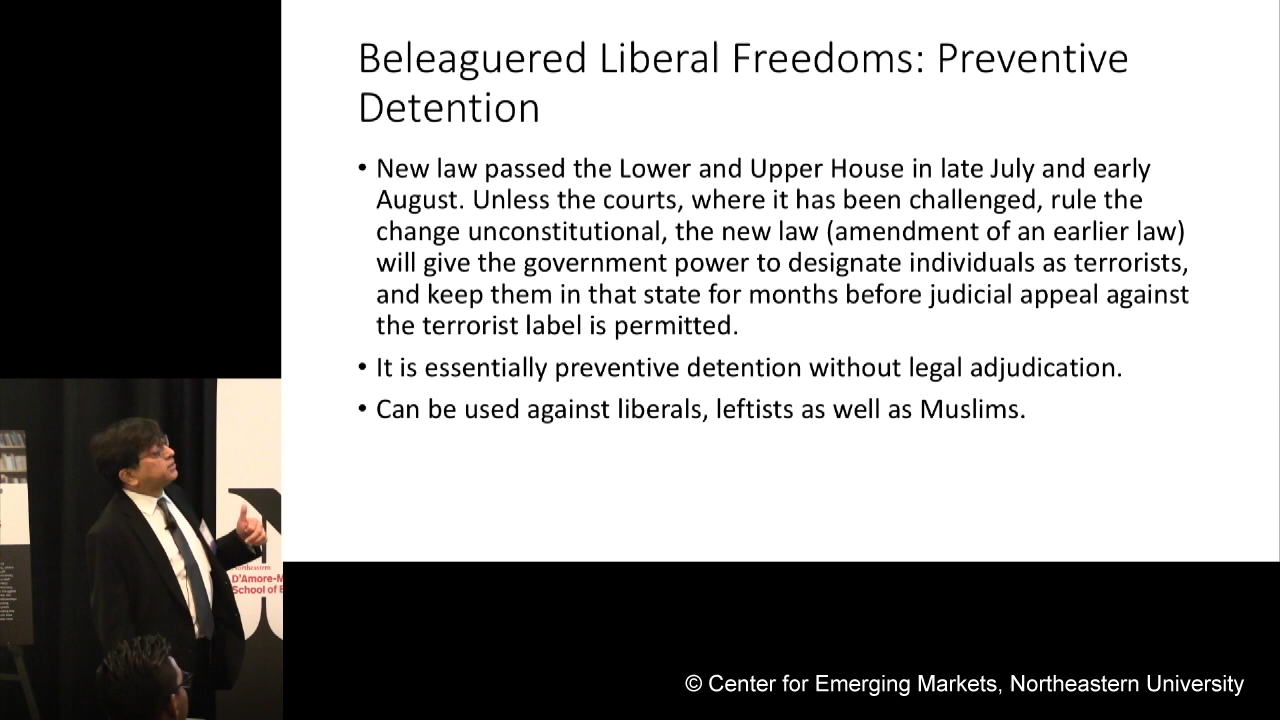 Beleaguered Liberal Freedoms: Preventive
Detention
• New law passed the Lower and Upper House in late July and early
August. Unless the courts, where it has been challenged, rule the
change unconstitutional, the new law (amendment of an earlier law)
will give the government power to designate individuals as terrorists,
and keep them in that state for months before judicial appeal against
the terrorist label is permitted.
• It is essentially preventive detention without legal adjudication.
• Can be used against liberals, leftists as well as Muslims.
Northeastern
D'Amore-M
School of B
© Center for Emerging Markets, Northeastern University